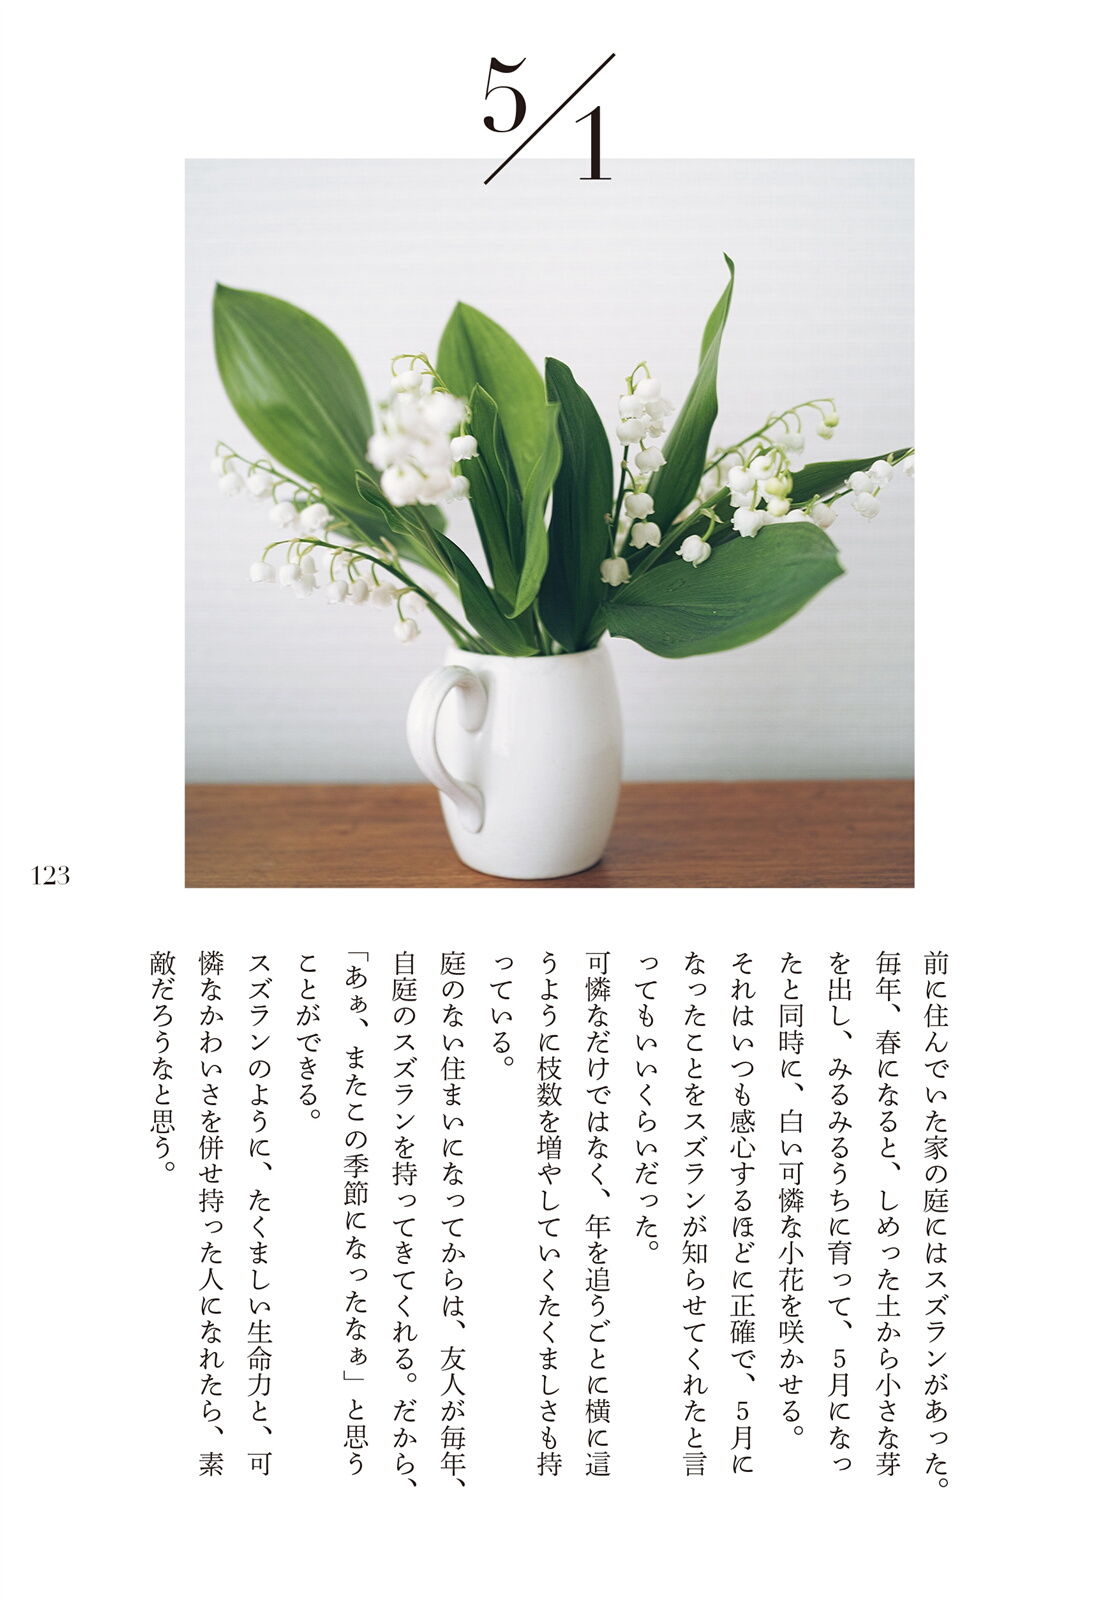 5/1
123
前に住んでいた家の庭にはスズランがあった。
毎年、春になると、しめった土から小さな芽
を出し、みるみるうちに育って、5月になっ
たと同時に、白い可憐な小花を咲かせる。
それはいつも感心するほどに正確で、5月に
なったことをスズランが知らせてくれたと言
ってもいいくらいだった。
可憐なだけではなく、年を追うごとに横に這
うように枝数を増やしていくたくましさも持
っている。
庭のない住まいになってからは、友人が毎年、
自庭のスズランを持ってきてくれる。だから、
「あぁ、またこの季節になったなぁ」と思う
ことができる。
スズランのように、たくましい生命力と、可
憐なかわいさを併せ持った人になれたら、素
敵だろうなと思う。